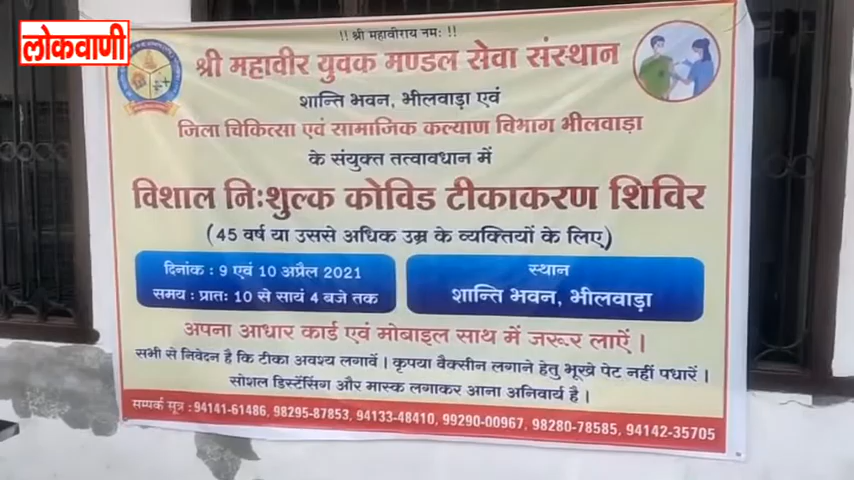 लोकवाणी
!! श्री महावीराय नमः !!
श्री महावीर युवक मण्डल सेवा संस्थान
शान्ति भवन, भीलवाड़ा एवं
जिला चिकित्सा एवं सामाजिक कल्याण विभाग भीलवाड़ा
के संयुक्त तत्वावधान में
विशाल निःशुल्क कोविड टीकाकरण शिविर
(45 वर्ष या उससे अधिक उम्र के व्यक्तियों के लिए)
दिनांक : 9 एवं 10 अप्रैल 2021
समय : प्रातः 10 से सायं 4 बजे तक
स्थान
शान्ति भवन, भीलवाड़ा
अपना आधार कार्ड एवं मोबाइल साथ में जरूर लाऐं ।
सभी से निवेदन है कि टीका अवश्य लगावें । कृपया वैक्सीन लगाने हेतु भूखे पेट नहीं पधारें ।
सोशल डिस्टेंसिंग और मास्क लगाकर आना अनिवार्य है ।
सम्पर्क सूत्र : 94141-61486, 98295-87853, 94133-48410, 99290-00967, 98280-78585, 94142-35705